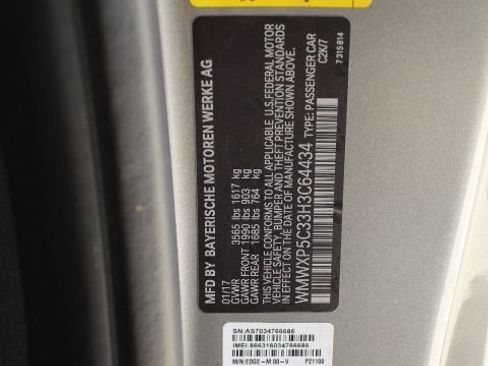 MFD BY BAYERISCHE MOTOREN WERKE AG
01/17
GVWR 3565 lbs 1617 kg
GAWR FRONT 1990 lbs 903 kg
GAWR REAR 1685 lbs 764 kg
THIS VEHICLE CONFORMS TO ALL APPLICABLE U.S. FEDERAL MOTOR
VEHICLE SAFETY, BUMPER AND THEFT PREVENTION STANDARDS
IN EFFECT ON THE DATE OF MANUFACTURE SHOWN ABOVE.
WMWXP5C33H3C64434 TYPE: PASSENGER CAR
C2K/7
7315814
SN:AS7034766686
IMEI:866316034766686
M/N:EDGE-M 00-V P21100